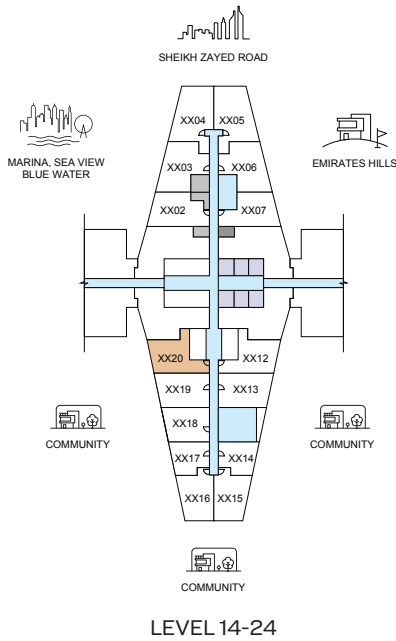 SHEIKH ZAYED ROAD
MARINA, SEA VIEW
BLUE WATER
EMIRATES HILLS
XX04
XX05
XX03
XX06
XX02
XX07
XX20
XX12
XX19
XX13
XX18
XX17
XX14
XX16
XX15
COMMUNITY
COMMUNITY
COMMUNITY
LEVEL 14-24